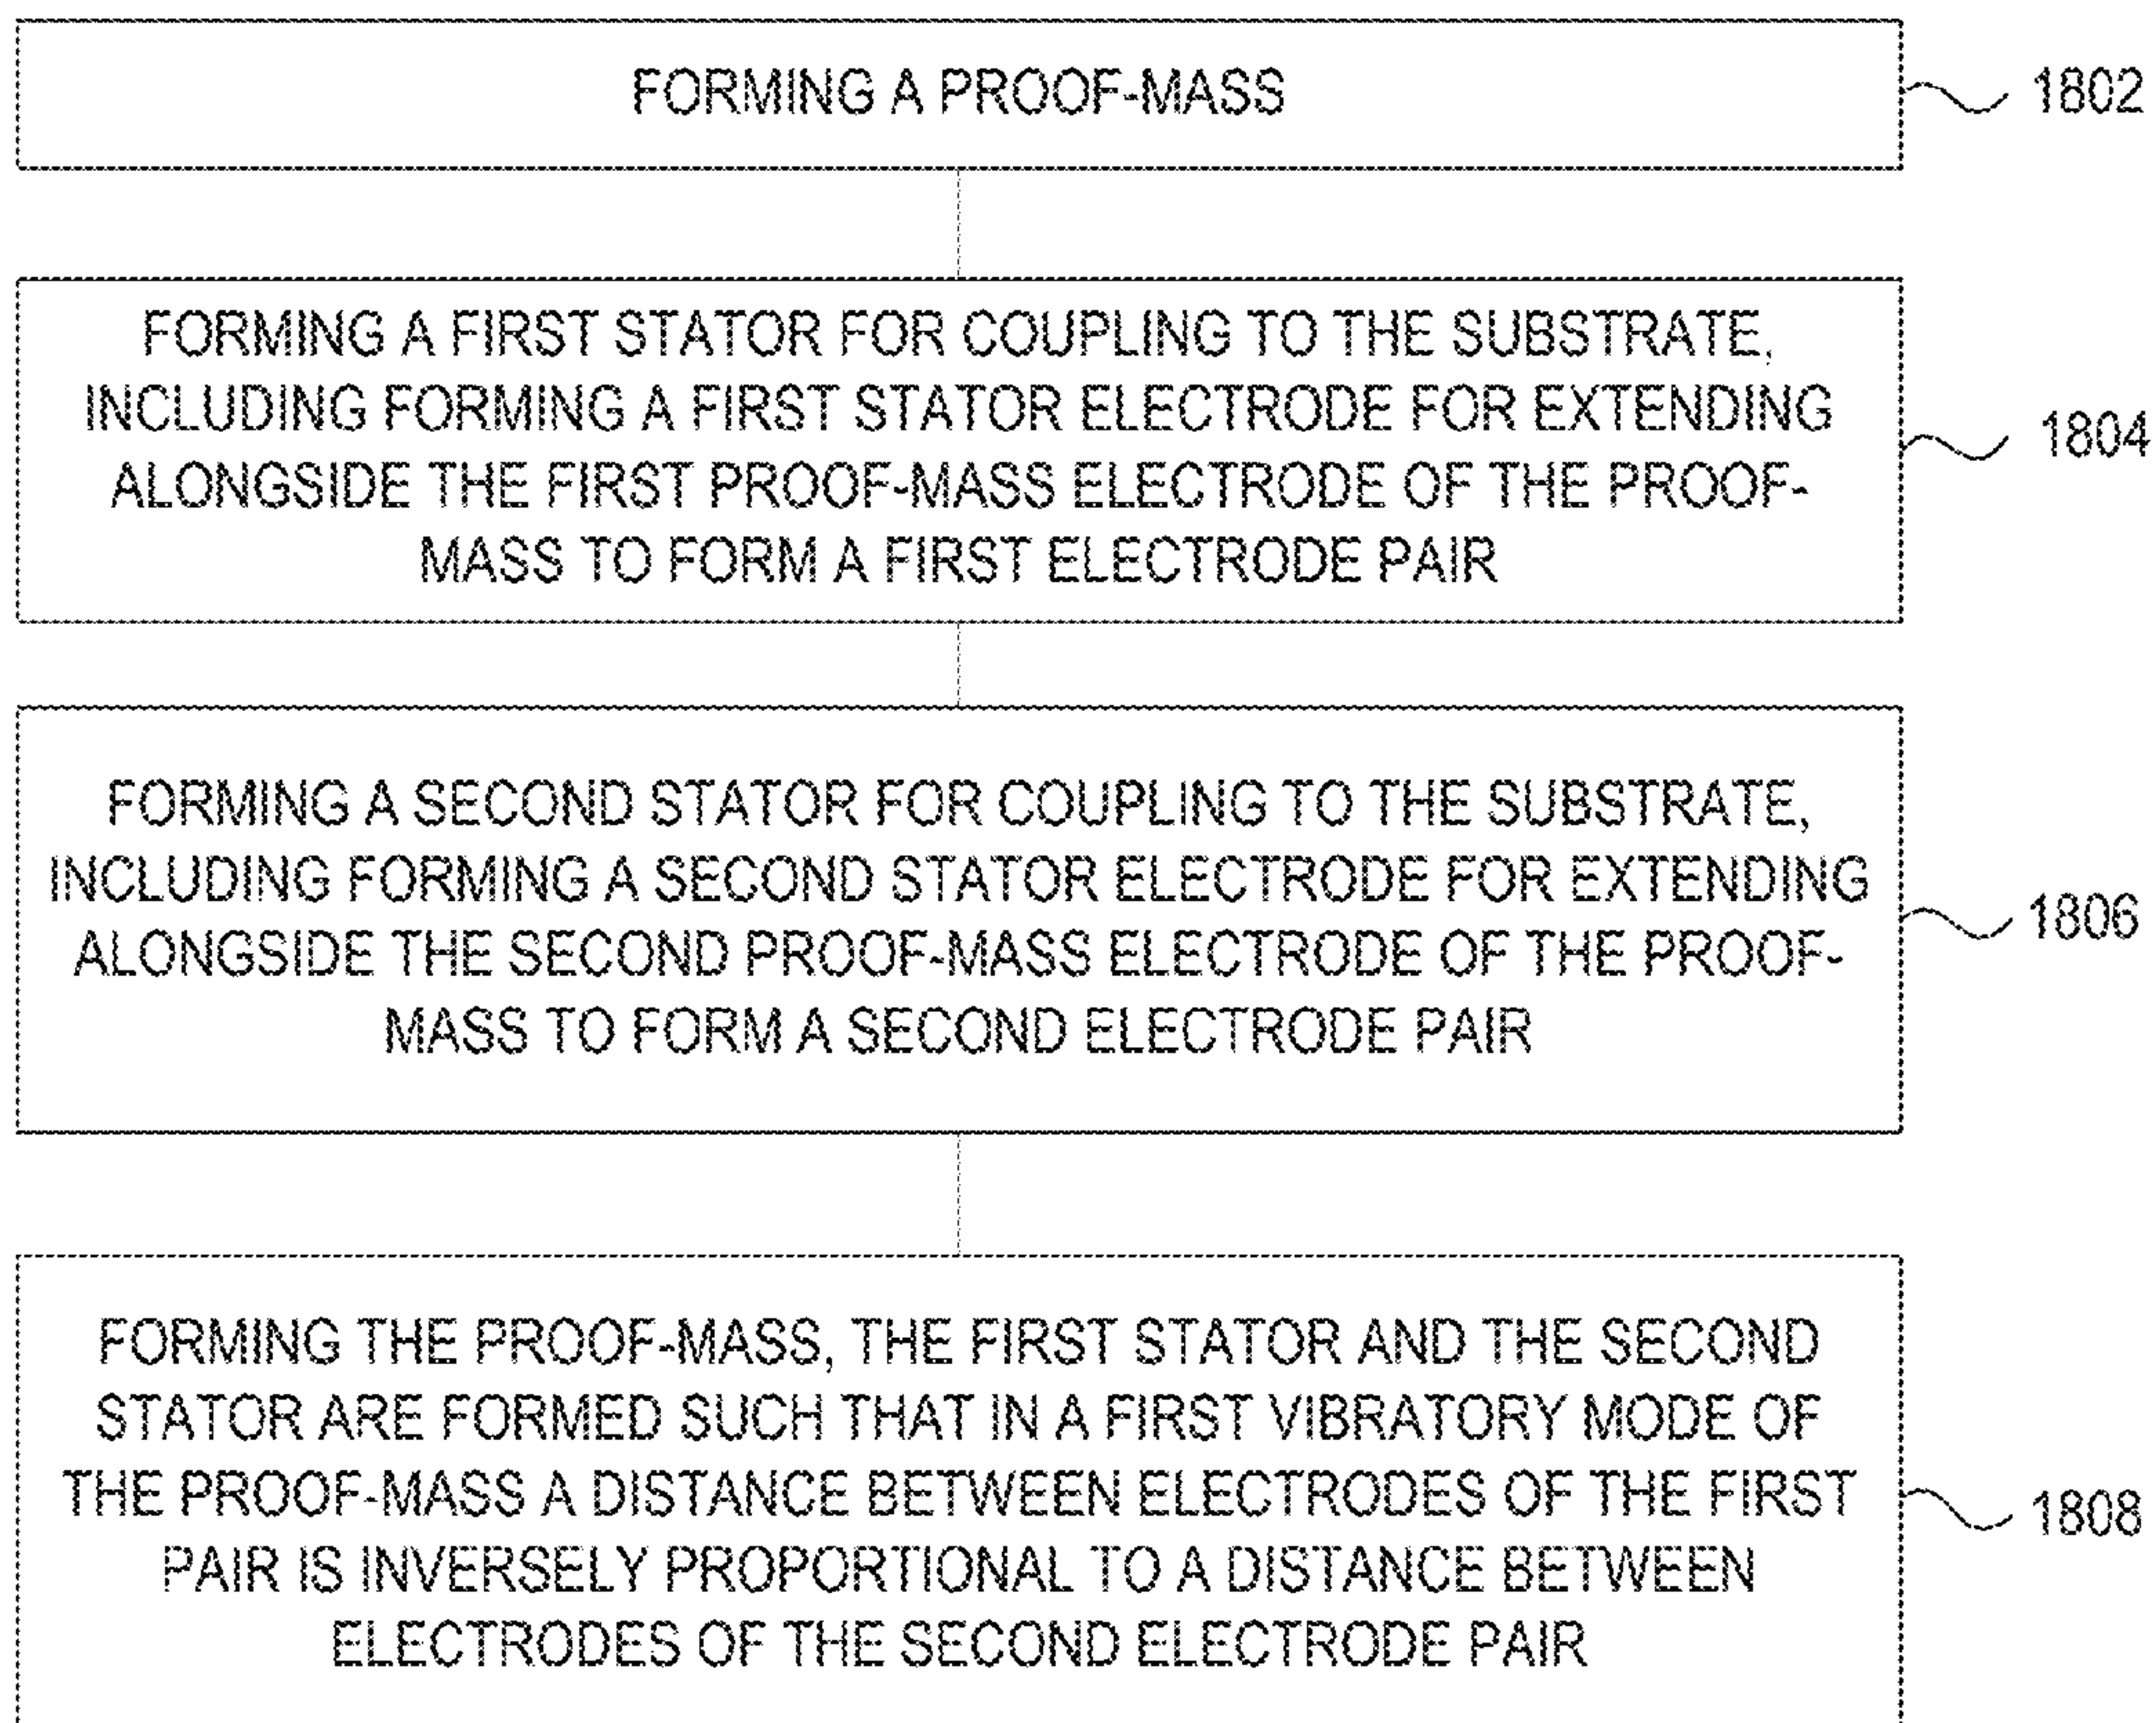 FORMING A PROOF-MASS
1802
FORMING A FIRST STATOR FOR COUPLING TO THE SUBSTRATE,
INCLUDING FORMING A FIRST STATOR ELECTRODE FOR EXTENDING
ALONGSIDE THE FIRST PROOF-MASS ELECTRODE OF THE PROOF-
MASS TO FORM A FIRST ELECTRODE PAIR
1804
FORMING A SECOND STATOR FOR COUPLING TO THE SUBSTRATE,
INCLUDING FORMING A SECOND STATOR ELECTRODE FOR EXTENDING
ALONGSIDE THE SECOND PROOF-MASS ELECTRODE OF THE PROOF-
MASS TO FORM A SECOND ELECTRODE PAIR
1806
FORMING THE PROOF-MASS, THE FIRST STATOR AND THE SECOND
STATOR ARE FORMED SUCH THAT IN A FIRST VIBRATORY MODE OF
THE PROOF-MASS A DISTANCE BETWEEN ELECTRODES OF THE FIRST
PAIR IS INVERSELY PROPORTIONAL TO A DISTANCE BETWEEN
ELECTRODES OF THE SECOND ELECTRODE PAIR
1808